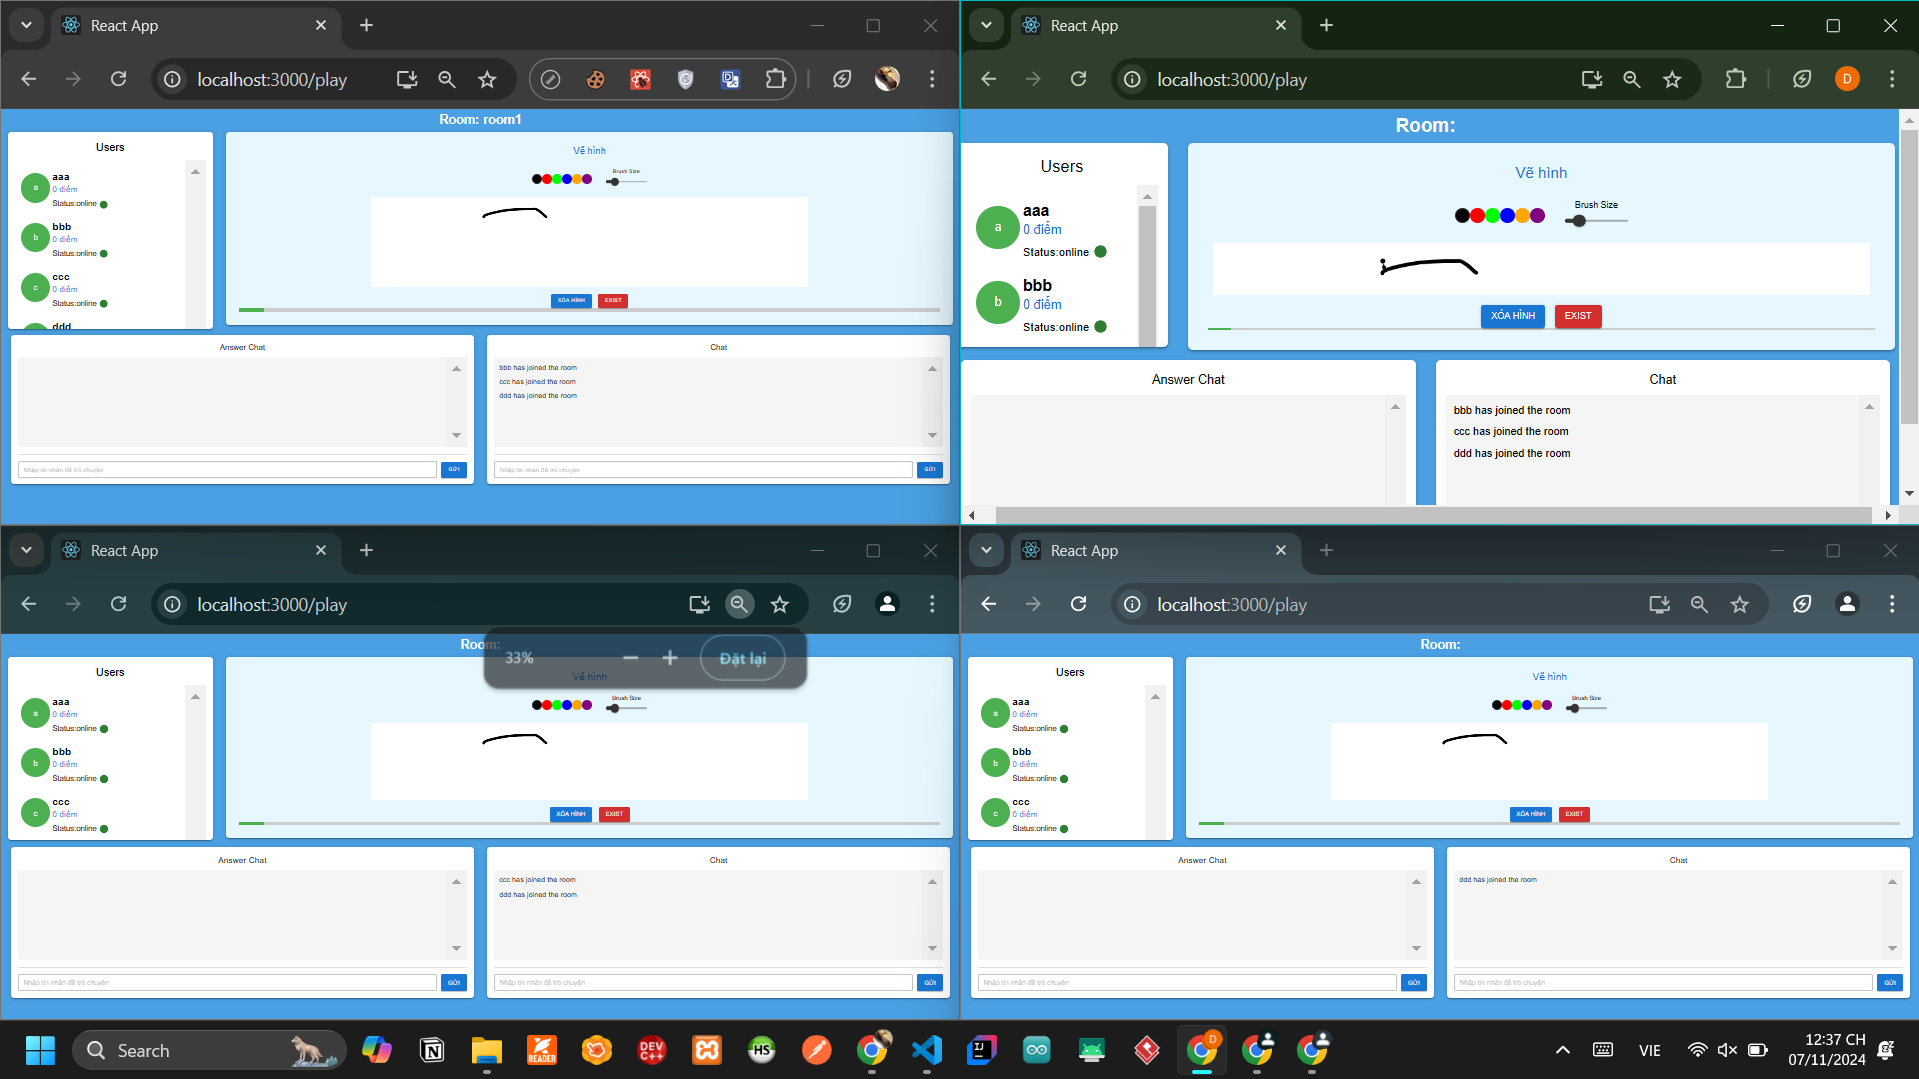 React App
localhost:3000/play
Room: room1
Users
a
aaa
0 điểm
Status:online
b
bbb
0 điểm
Status:online
c
ccc
0 điểm
Status:online
ddd
Vẽ hình
Brush Size
XÓA HÌNH
EXIST
Answer Chat
Nhập tin nhắn để trò chuyện
GỬI
Chat
bbb has joined the room
ccc has joined the room
ddd has joined the room
Nhập tin nhắn để trò chuyện
GỬI
React App
D
localhost:3000/play
Room:
Users
a
aaa
0 điểm
Status:online
b
bbb
0 điểm
Status:online
Vẽ hình
Brush Size
XÓA HÌNH
EXIST
Answer Chat
Chat
bbb has joined the room
ccc has joined the room
ddd has joined the room
React App
localhost:3000/play
33%
Đặt lại
Room:
Users
a
aaa
0 điểm
Status:online
b
bbb
0 điểm
Status:online
c
ccc
0 điểm
Status:online
Vẽ hình
Brush Size
XÓA HÌNH
EXIST
Answer Chat
Nhập tin nhắn để trò chuyện
GỬI
Chat
ccc has joined the room
ddd has joined the room
Nhập tin nhắn để trò chuyện
GỬI
React App
localhost:3000/play
Room:
Users
a
aaa
0 điểm
Status:online
b
bbb
0 điểm
Status:online
c
ccc
0 điểm
Status:online
Vẽ hình
Brush Size
XÓA HÌNH
EXIST
Answer Chat
Nhập tin nhắn để trò chuyện
GỬI
Chat
ddd has joined the room
Nhập tin nhắn để trò chuyện
GỬI
Search
READER
DEV C++
HS
IJ
D
VIE
12:37 CH
07/11/2024